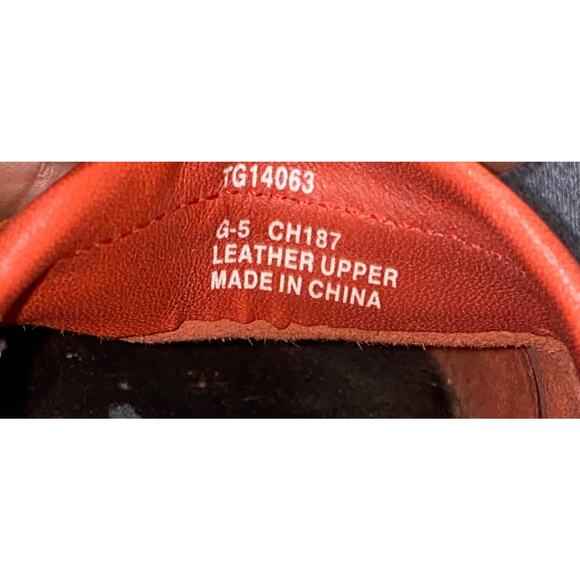 TG14063
G-5 CH187
LEATHER UPPER
MADE IN CHINA